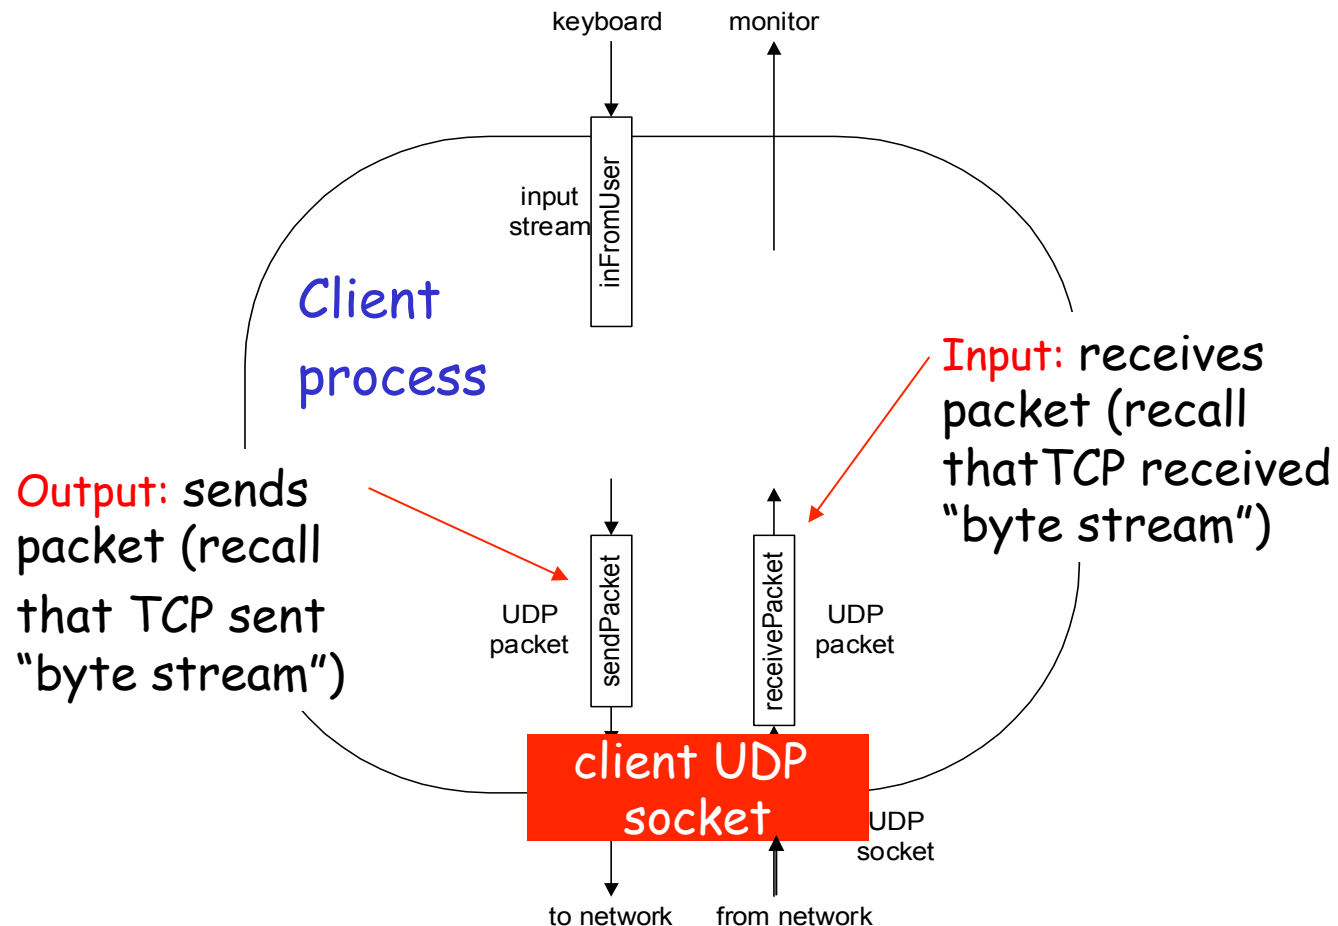 keyboard
monitor
input
stream
inFromUser
Client
process
Input: receives
packet (recall
thatTCP received
“byte stream”)
Output: sends
packet (recall
that TCP sent
“byte stream”)
UDP
packet
sendPacket
receivePacket
UDP
packet
client UDP
socket
UDP
socket
to network
from network